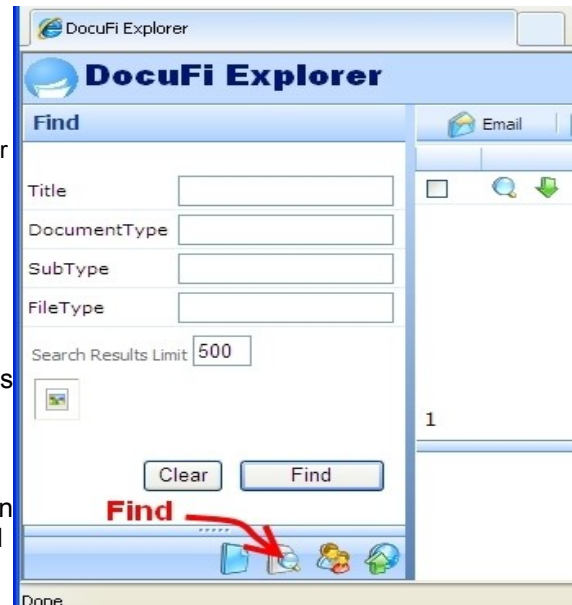 DocuFi Explorer
DocuFi Explorer
Find
Email
r
Title
DocumentType
SubType
FileType
Search Results Limit 500
s
1
Clear Find
n
Find
Done